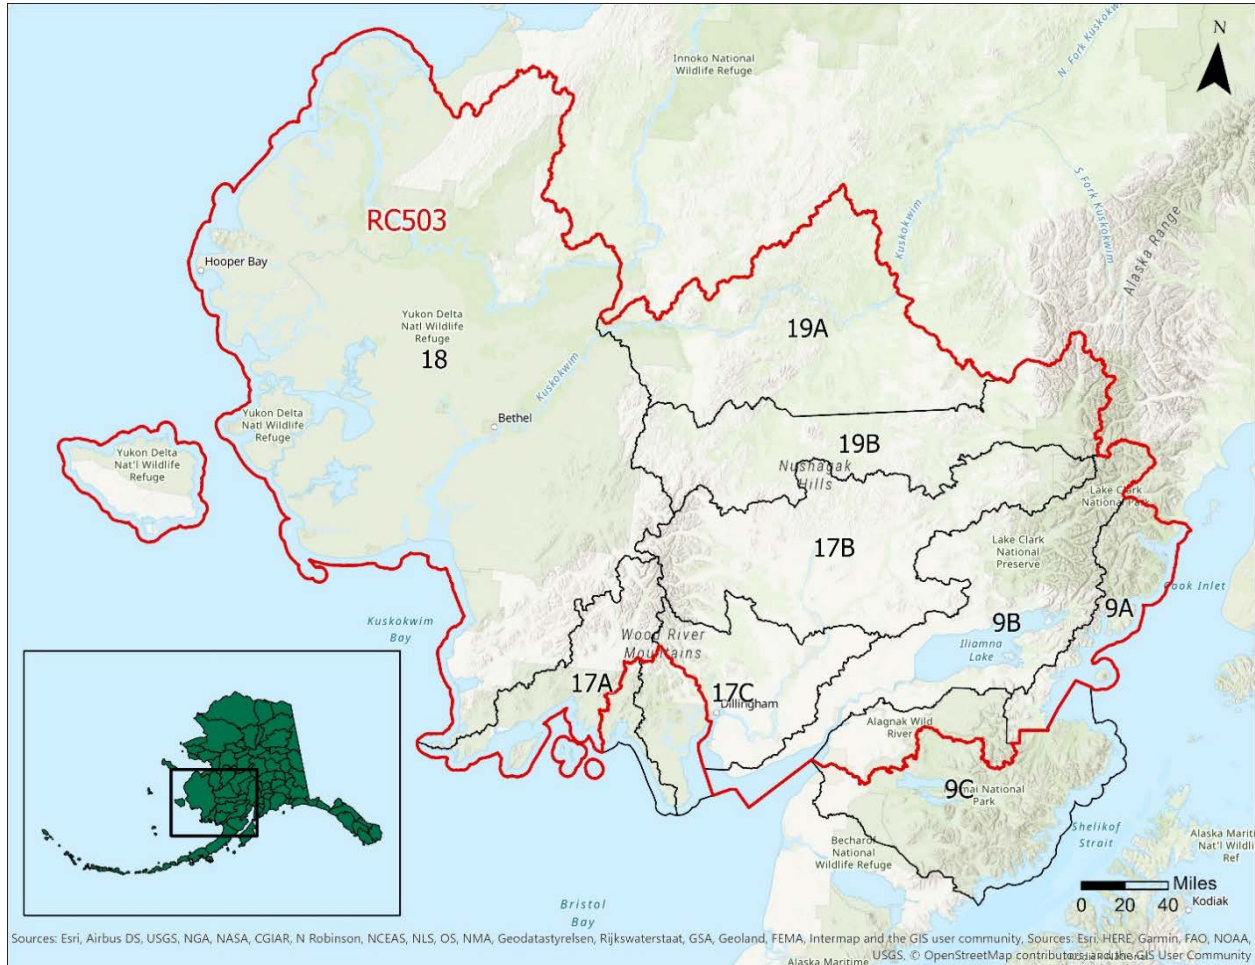 N
Innoko National
Wildlife Refuge
N. Fork Kuskokwim
S Fork Kuskokwim
Kuskokwim
Alaska Range
RC503
Hooper Bay
Yukon Delta
Natl Wildlife
Refuge
18
19A
Kuskokwim
Bethel
Yukon Delta
Natl Wildlife
Refuge
19B
Yukon Delta
Nat'l Wildlife
Refuge
Nushagak
Hills
Lake Clark
National Park
17B
Lake Clark
National
Preserve
Cook Inlet
9A
9B
Kuskokwim
Bay
Wood River
Mountains
Iliamna
Lake
17A
17C
Dillingham
Alagnak Wild
River
9C
mai National
Park
Shelikof
Strait
Bechar
National
Wildlife Refuge
Alaska Mariti
Nat'l Wildli
Ref
Miles
0 20 40
Kodiak
Bristol
Bay
Sources: Esri, Airbus DS, USGS, NGA, NASA, CGIAR, N Robinson, NCEAS, NLS, OS, NMA, Geodatastyrelsen, Rijkswaterstaat, GSA, Geoland, FEMA, Intermap and the GIS user community, Sources: Esri, HERE, Garmin, FAO, NOAA,
USGS, © OpenStreetMap contributors, and the GIS User Community
Alaska Maritime